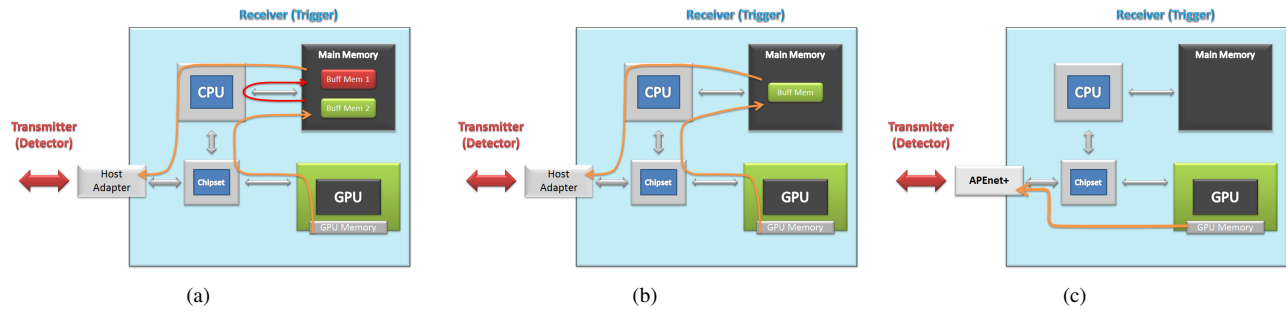 Receiver (Trigger)
Main Memory
Buff Mem 1
CPU
Buff Mem 2
Transmitter
(Detector)
Host
Adapter
Chipset
GPU
GPU Memory
(a)
Receiver (Trigger)
Main Memory
CPU
Buff Mem
Transmitter
(Detector)
Host
Adapter
Chipset
GPU
GPU Memory
(b)
Receiver (Trigger)
Main Memory
CPU
Transmitter
(Detector)
APEnet+
Chipset
GPU
GPU Memory
(c)